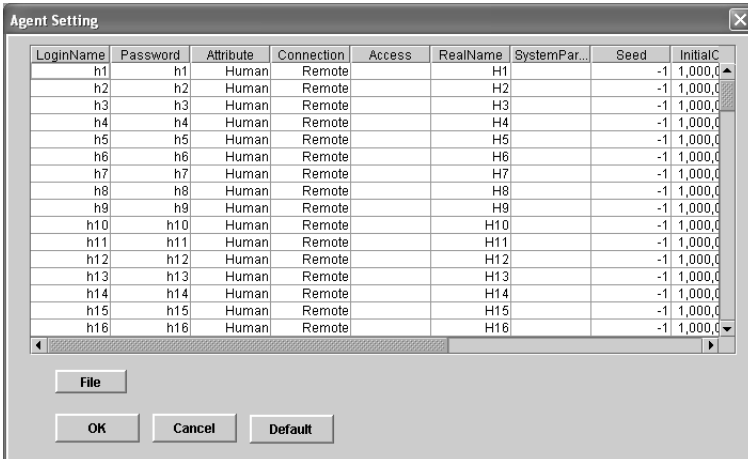 Agent Setting
LoginName Password Attribute Connection Access RealName SystemPar... Seed InitialC
h1 h1 Human Remote H1 -1 1,000,0
h2 h2 Human Remote H2 -1 1,000,0
h3 h3 Human Remote H3 -1 1,000,0
h4 h4 Human Remote H4 -1 1,000,0
h5 h5 Human Remote H5 -1 1,000,0
h6 h6 Human Remote H6 -1 1,000,0
h7 h7 Human Remote H7 -1 1,000,0
h8 h8 Human Remote H8 -1 1,000,0
h9 h9 Human Remote H9 -1 1,000,0
h10 h10 Human Remote H10 -1 1,000,0
h11 h11 Human Remote H11 -1 1,000,0
h12 h12 Human Remote H12 -1 1,000,0
h13 h13 Human Remote H13 -1 1,000,0
h14 h14 Human Remote H14 -1 1,000,0
h15 h15 Human Remote H15 -1 1,000,0
h16 h16 Human Remote H16 -1 1,000,0
File
OK Cancel Default